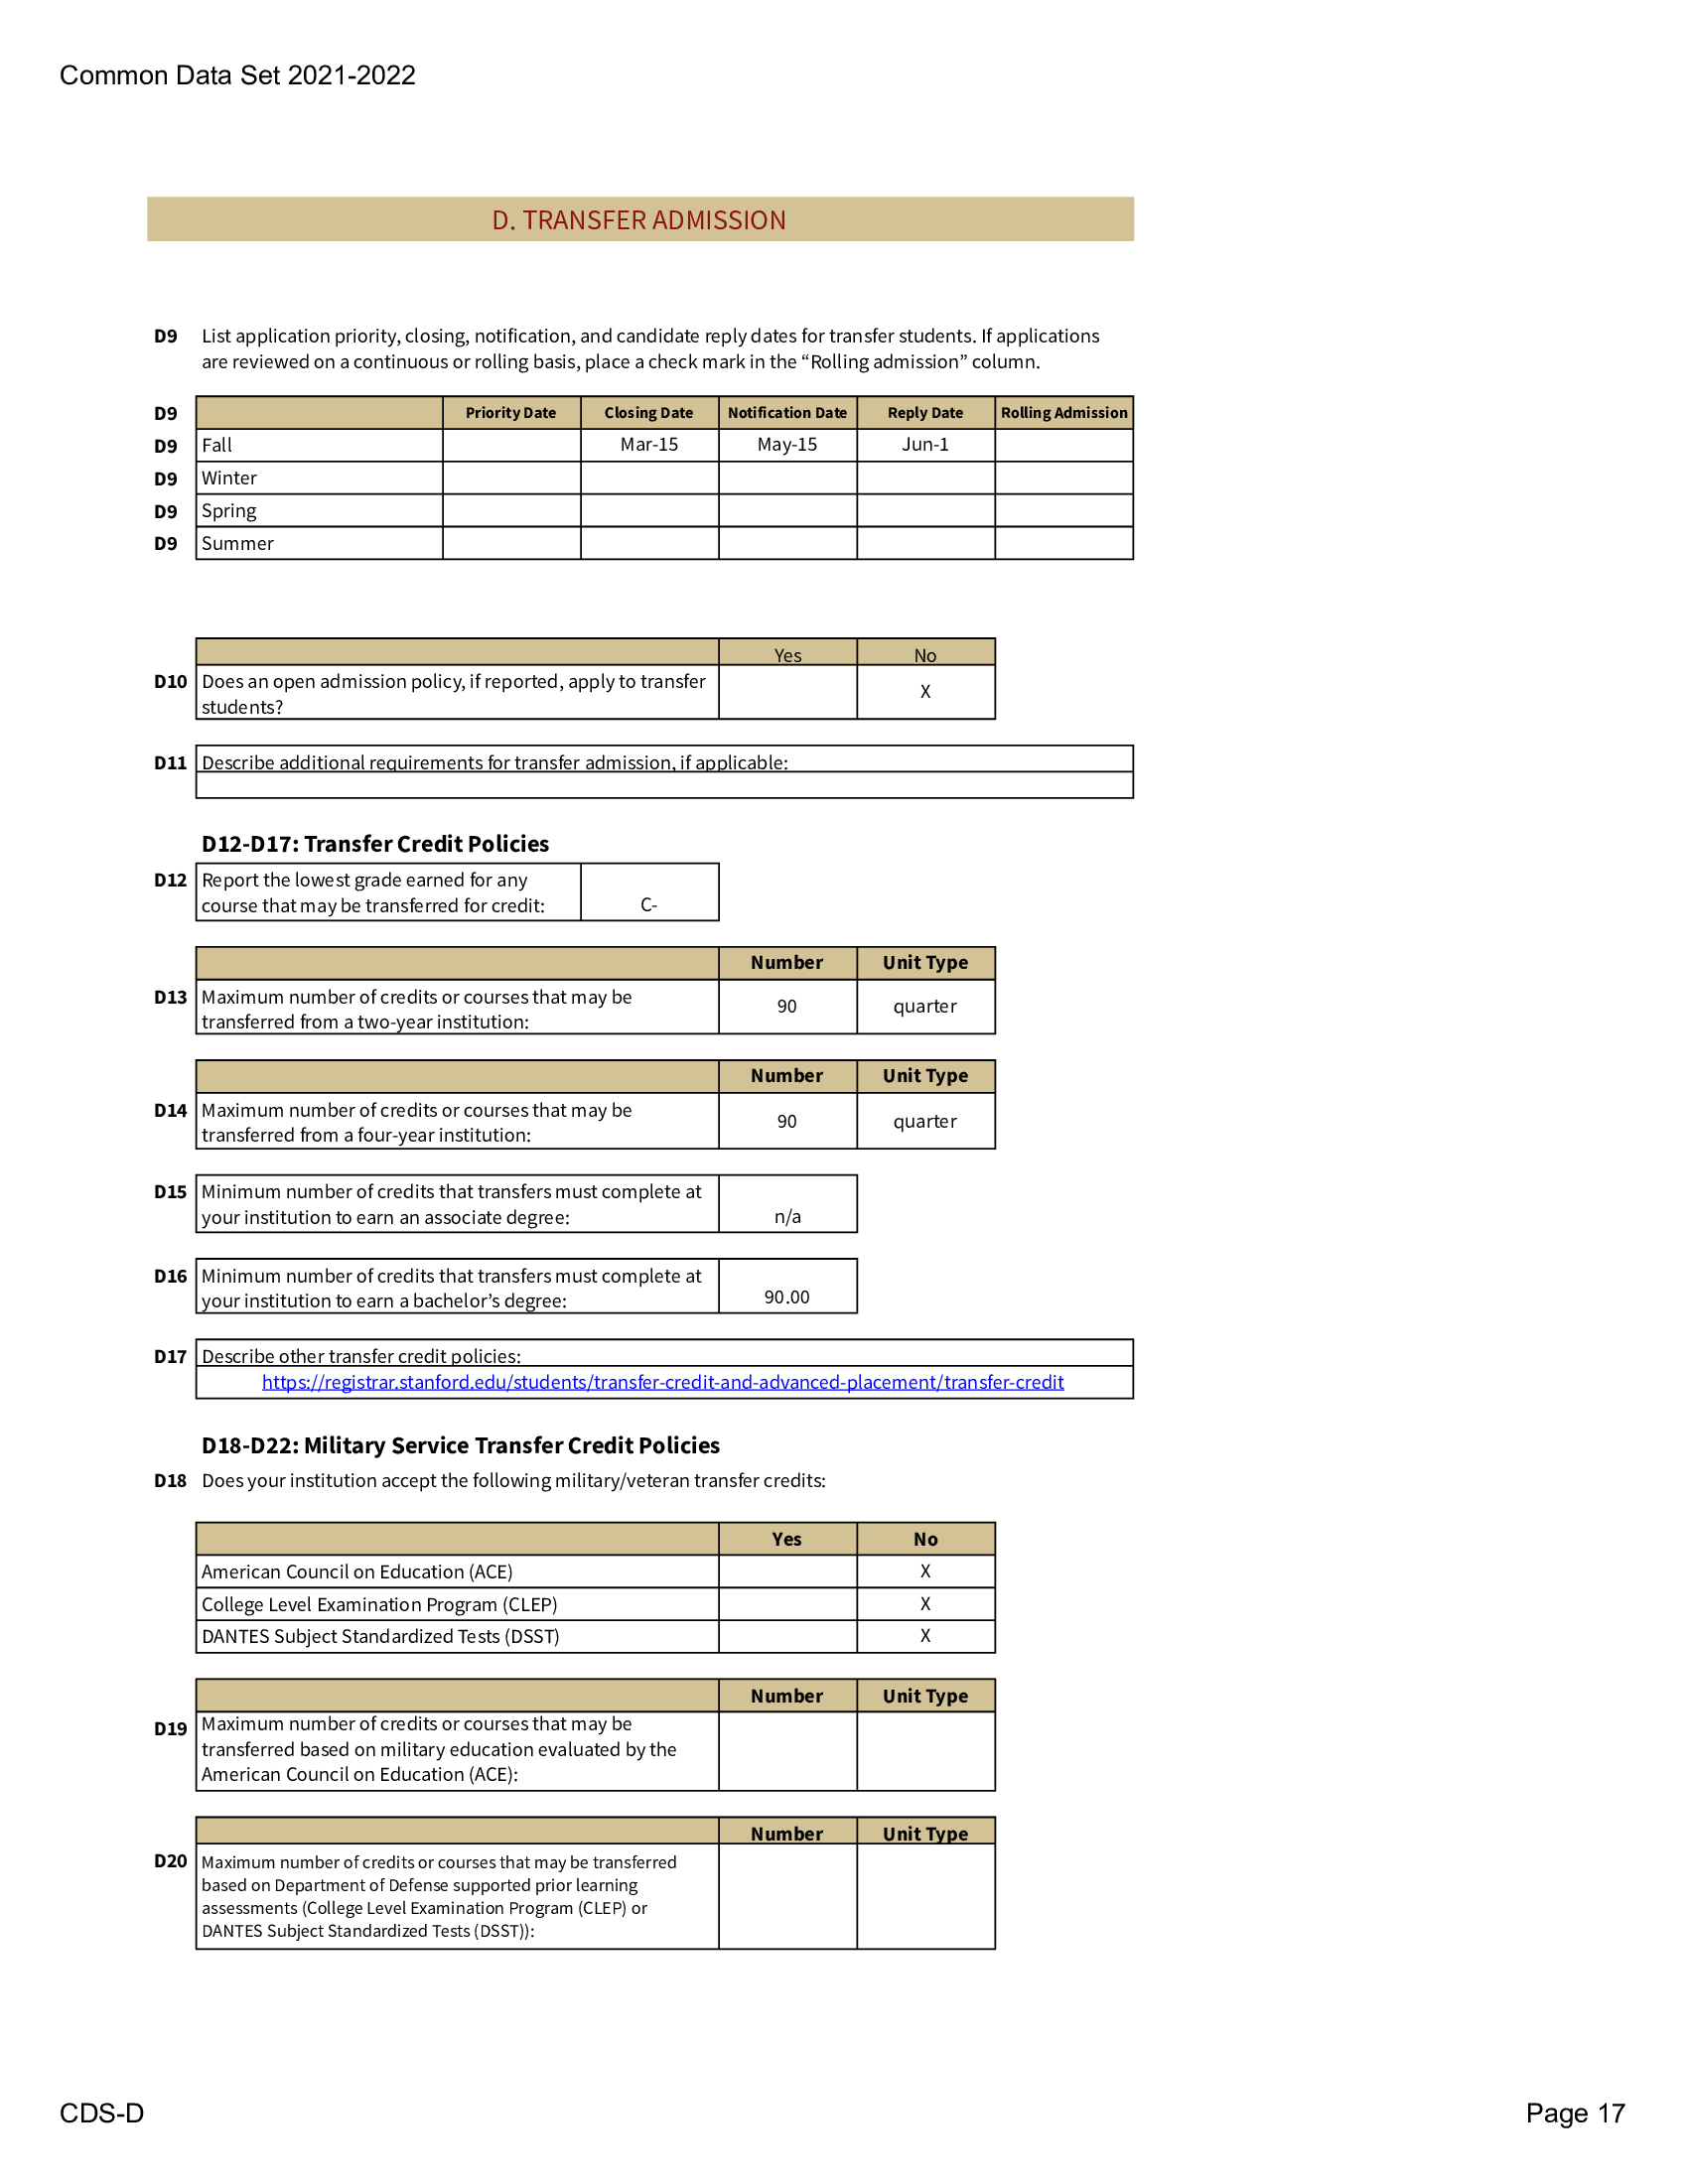 Common Data Set 2021-2022
D. TRANSFER ADMISSION
D9 List application priority, closing, notification, and candidate reply dates for transfer students. If applications
are reviewed on a continuous or rolling basis, place a check mark in the “Rolling admission” column.
D9 Priority Date Closing Date Notification Date Reply Date Rolling Admission
D9 Fall Mar-15 May-15 Jun-1
D9 Winter
D9 Spring
D9 Summer
Yes No
D10 Does an open admission policy, if reported, apply to transfer
students? X
D11 Describe additional requirements for transfer admission, if applicable:
D12-D17: Transfer Credit Policies
D12 Report the lowest grade earned for any
course that may be transferred for credit: C-
Number Unit Type
D13 Maximum number of credits or courses that may be
transferred from a two-year institution: 90 quarter
Number Unit Type
D14 Maximum number of credits or courses that may be
transferred from a four-year institution: 90 quarter
D15 Minimum number of credits that transfers must complete at
your institution to earn an associate degree: n/a
D16 Minimum number of credits that transfers must complete at
your institution to earn a bachelor’s degree: 90.00
D17 Describe other transfer credit policies:
https://registrar.stanford.edu/students/transfer-credit-and-advanced-placement/transfer-credit
D18-D22: Military Service Transfer Credit Policies
D18 Does your institution accept the following military/veteran transfer credits:
Yes No
American Council on Education (ACE) X
College Level Examination Program (CLEP) X
DANTES Subject Standardized Tests (DSST) X
Number Unit Type
D19 Maximum number of credits or courses that may be
transferred based on military education evaluated by the
American Council on Education (ACE):
Number Unit Type
D20 Maximum number of credits or courses that may be transferred
based on Department of Defense supported prior learning
assessments (College Level Examination Program (CLEP) or
DANTES Subject Standardized Tests (DSST)):
CDS-D Page 17